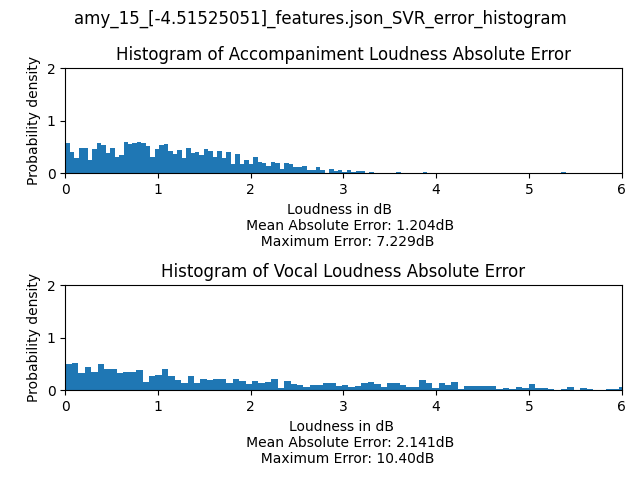 amy_15_[-4.51525051]_features.json_SVR_error_histogram
Histogram of Accompaniment Loudness Absolute Error
Probability density
2
1
0
0 1 2 3 4 5 6
Loudness in dB
Mean Absolute Error: 1.204dB
Maximum Error: 7.229dB
Histogram of Vocal Loudness Absolute Error
Probability density
2
1
0
0 1 2 3 4 5 6
Loudness in dB
Mean Absolute Error: 2.141dB
Maximum Error: 10.40dB